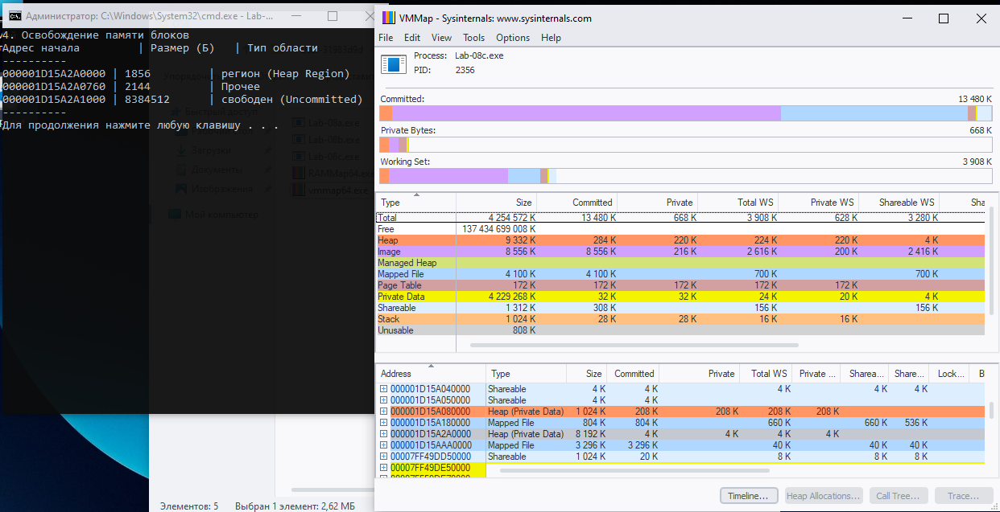 Администратор: C:\Windows\System32\cmd.exe - Lab-...
4. Освобождение памяти блоков
Адрес начала | Размер (Б) | Тип области
----------
000001D15A2A0000 | 1856 | регион (Heap Region)
000001D15A2A0760 | 2144 | Прочее
000001D15A2A1000 | 8384512 | свободен (Uncommitted)
----------
Для продолжения нажмите любую клавишу . . .
Быстрый доступ
Загрузки
Документы
Изображения
Мой компьютер
Lab-08a.exe
Lab-08b.exe
Lab-08c.exe
RAMMap64.exe
vmmap64.exe
Элементов: 5 Выбран 1 элемент: 2,62 МБ
VMMap - Sysinternals: www.sysinternals.com
File Edit View Tools Options Help
Process: Lab-08c.exe
PID: 2356
Committed: 13 480 K
Private Bytes: 668 K
Working Set: 3 908 K
Type Size Committed Private Total WS Private WS Shareable WS Sha
Total 4 254 572 K 13 480 K 668 K 3 908 K 628 K 3 280 K
Free 137 434 699 008 K
Heap 9 332 K 284 K 220 K 224 K 220 K 4 K
Image 8 556 K 8 556 K 216 K 2 616 K 200 K 2 416 K
Managed Heap
Mapped File 4 100 K 4 100 K 700 K 700 K
Page Table 172 K 172 K 172 K 172 K 172 K
Private Data 4 229 268 K 32 K 32 K 24 K 20 K 4 K
Shareable 1 312 K 308 K 156 K 156 K
Stack 1 024 K 28 K 28 K 16 K 16 K
Unusable 808 K
Address Type Size Committed Private Total WS Private ... Sharea... Share... Lock... B
000001D15A040000 Shareable 4 K 4 K 4 K 4 K 4 K
000001D15A050000 Shareable 4 K 4 K
000001D15A080000 Heap (Private Data) 1 024 K 208 K 208 K 208 K 208 K
000001D15A180000 Mapped File 804 K 804 K 660 K 660 K 536 K
000001D15A2A0000 Heap (Private Data) 8 192 K 4 K 4 K 4 K 4 K
000001D15AAA0000 Mapped File 3 296 K 3 296 K 40 K 40 K 40 K
00007FF49DD50000 Shareable 1 024 K 20 K 8 K 8 K 8 K
00007FF49DE50000
Timeline... Heap Allocations... Call Tree... Trace...